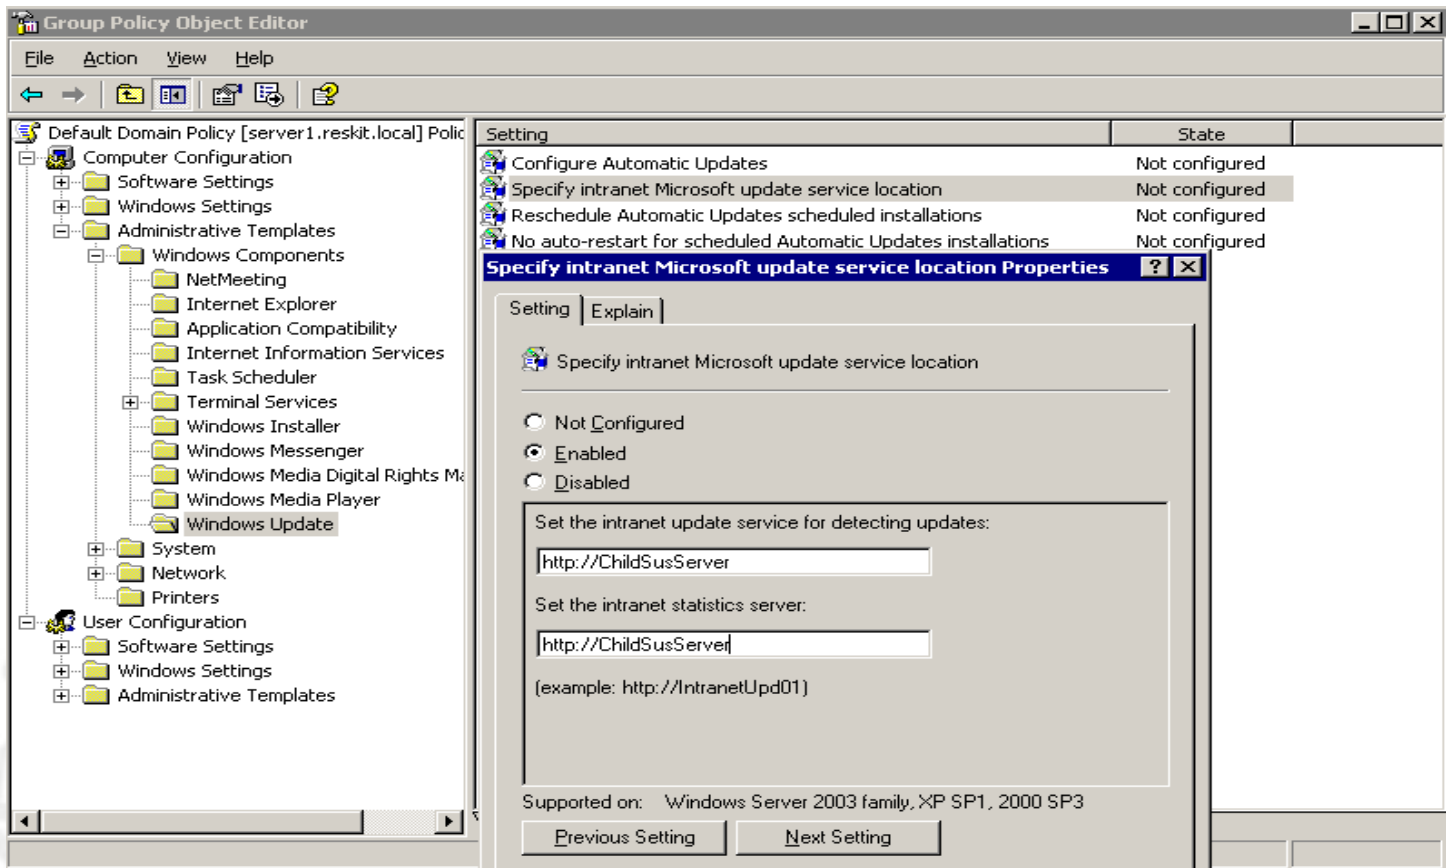 Group Policy Object Editor
File Action View Help
Default Domain Policy [server1.reskit.local] Polic
Computer Configuration
Software Settings
Windows Settings
Administrative Templates
Windows Components
NetMeeting
Internet Explorer
Application Compatibility
Internet Information Services
Task Scheduler
Terminal Services
Windows Installer
Windows Messenger
Windows Media Digital Rights Ma
Windows Media Player
Windows Update
System
Network
Printers
User Configuration
Software Settings
Windows Settings
Administrative Templates
Setting State
Configure Automatic Updates Not configured
Specify intranet Microsoft update service location Not configured
Reschedule Automatic Updates scheduled installations Not configured
No auto-restart for scheduled Automatic Updates installations Not configured
Specify intranet Microsoft update service location Properties
Setting Explain
Specify intranet Microsoft update service location
Not Configured
Enabled
Disabled
Set the intranet update service for detecting updates:
http://ChildSusServer
Set the intranet statistics server:
http://ChildSusServer
(example: http://IntranetUpd01)
Supported on: Windows Server 2003 family, XP SP1, 2000 SP3
Previous Setting Next Setting